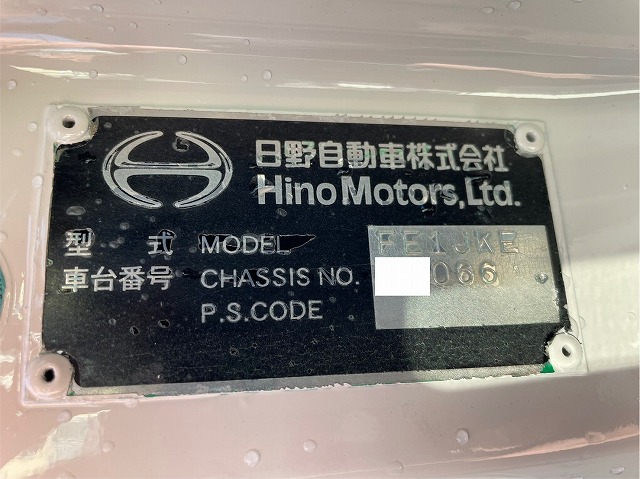 日野自動車株式会社
Hino Motors, Ltd.
型 式 MODEL FE1JKE
車台番号 CHASSIS NO. 066
P.S.CODE